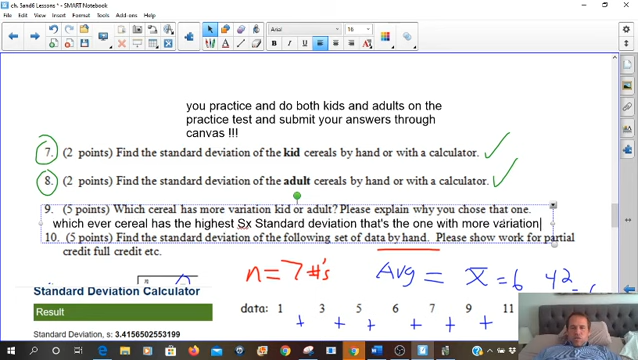 ch. 5and6 Lessons * - SMART Notebook
File Edit View Insert Format Tools Add-ons Help
Arial 16
B I U
you practice and do both kids and adults on the
practice test and submit your answers through
canvas !!!
7. (2 points) Find the standard deviation of the kid cereals by hand or with a calculator.
8. (2 points) Find the standard deviation of the adult cereals by hand or with a calculator.
9. (5 points) Which cereal has more variation kid or adult? Please explain why you chose that one.
which ever cereal has the highest Sx Standard deviation that's the one with more variation
10. (5 points) Find the standard deviation of the following set of data by hand. Please show work for partial
credit full credit etc.
n = 7 #'s Avg = x̅ = 6 42
Standard Deviation Calculator
Result
data: 1 3 5 6 7 9 11
+ + + + + +
Standard Deviation, s: 3.4156502553199